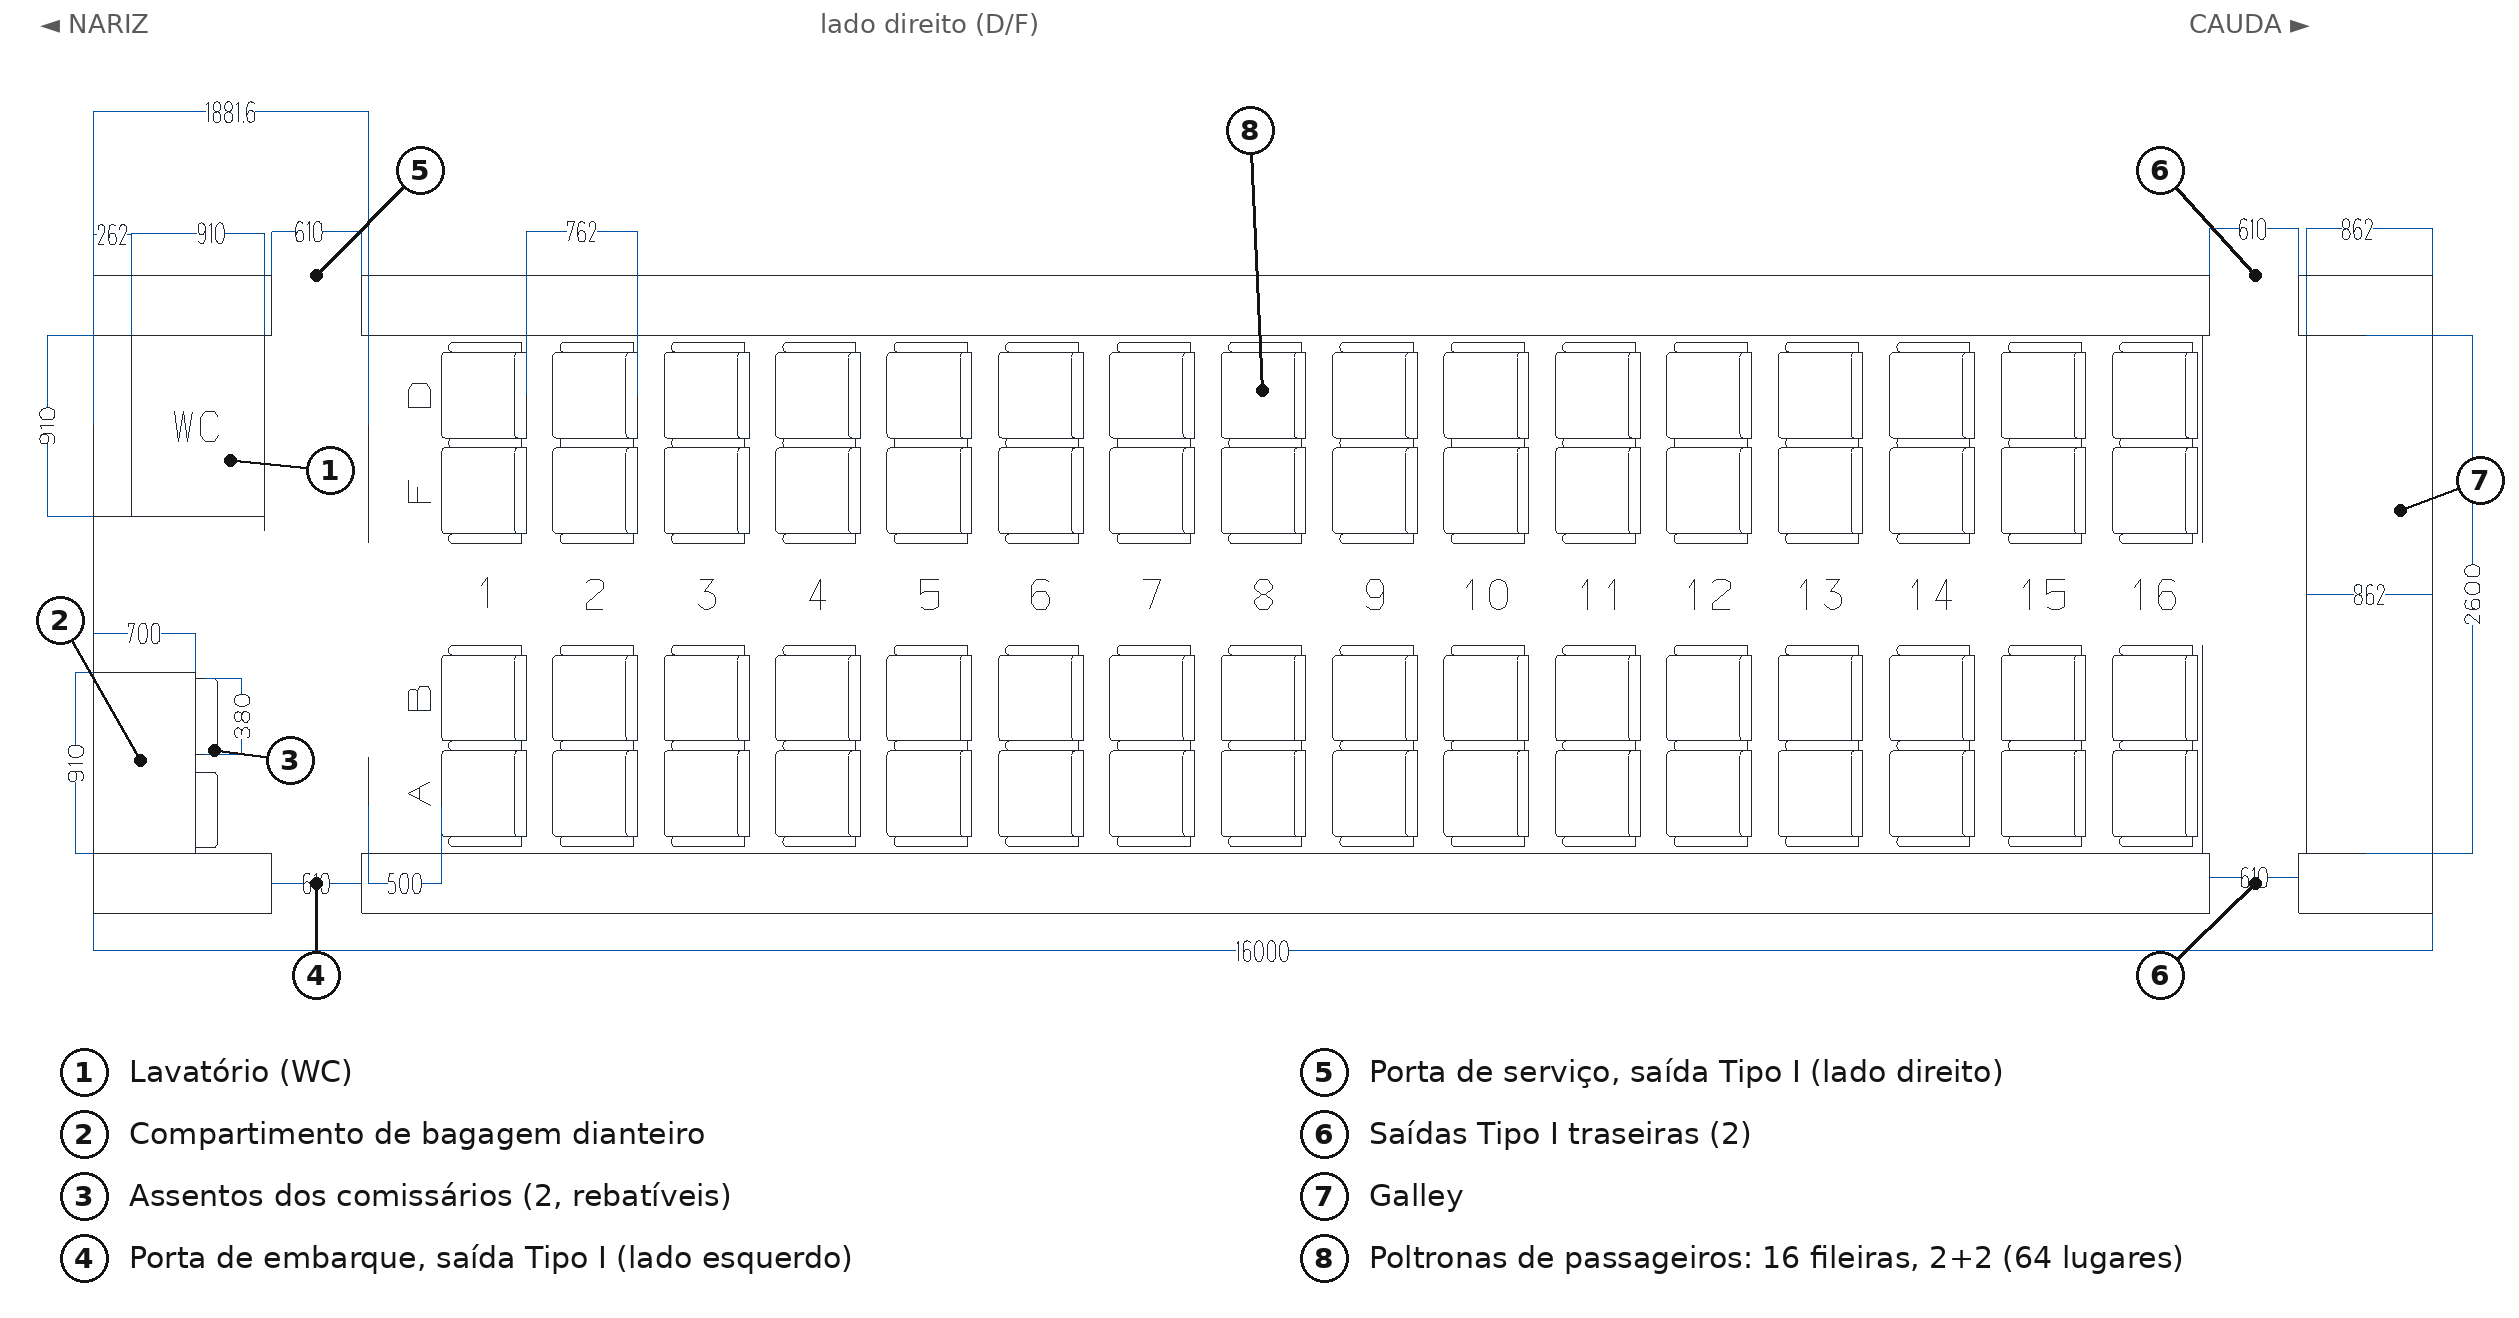 ◄ NARIZ lado direito (D/F) CAUDA ►
1881.6
8
5 6
262 910 610 762 610 862
D
910 WC
1 7
F
1 2 3 4 5 6 7 8 9 10 11 12 13 14 15 16 862 2600
2
700
B
380
910 3
A
610 500 610
16000
4 6
1 Lavatório (WC)
2 Compartimento de bagagem dianteiro
3 Assentos dos comissários (2, rebatíveis)
4 Porta de embarque, saída Tipo I (lado esquerdo)
5 Porta de serviço, saída Tipo I (lado direito)
6 Saídas Tipo I traseiras (2)
7 Galley
8 Poltronas de passageiros: 16 fileiras, 2+2 (64 lugares)